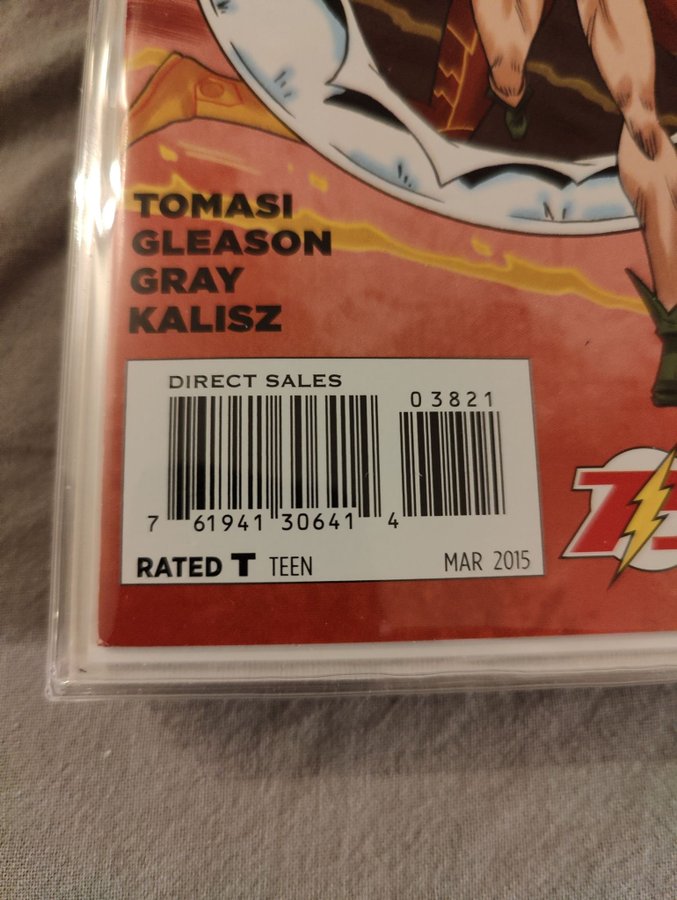 TOMASI
GLEASON
GRAY
KALISZ
DIRECT SALES
03821
7 61941 30641 4
RATED T TEEN
MAR 2015